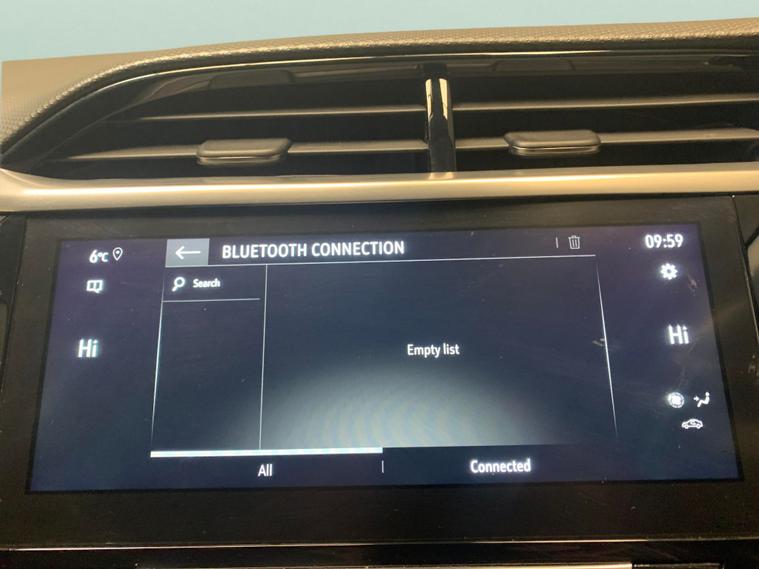 6°C
BLUETOOTH CONNECTION
09:59
Search
Hi
Empty list
Hi
All
Connected